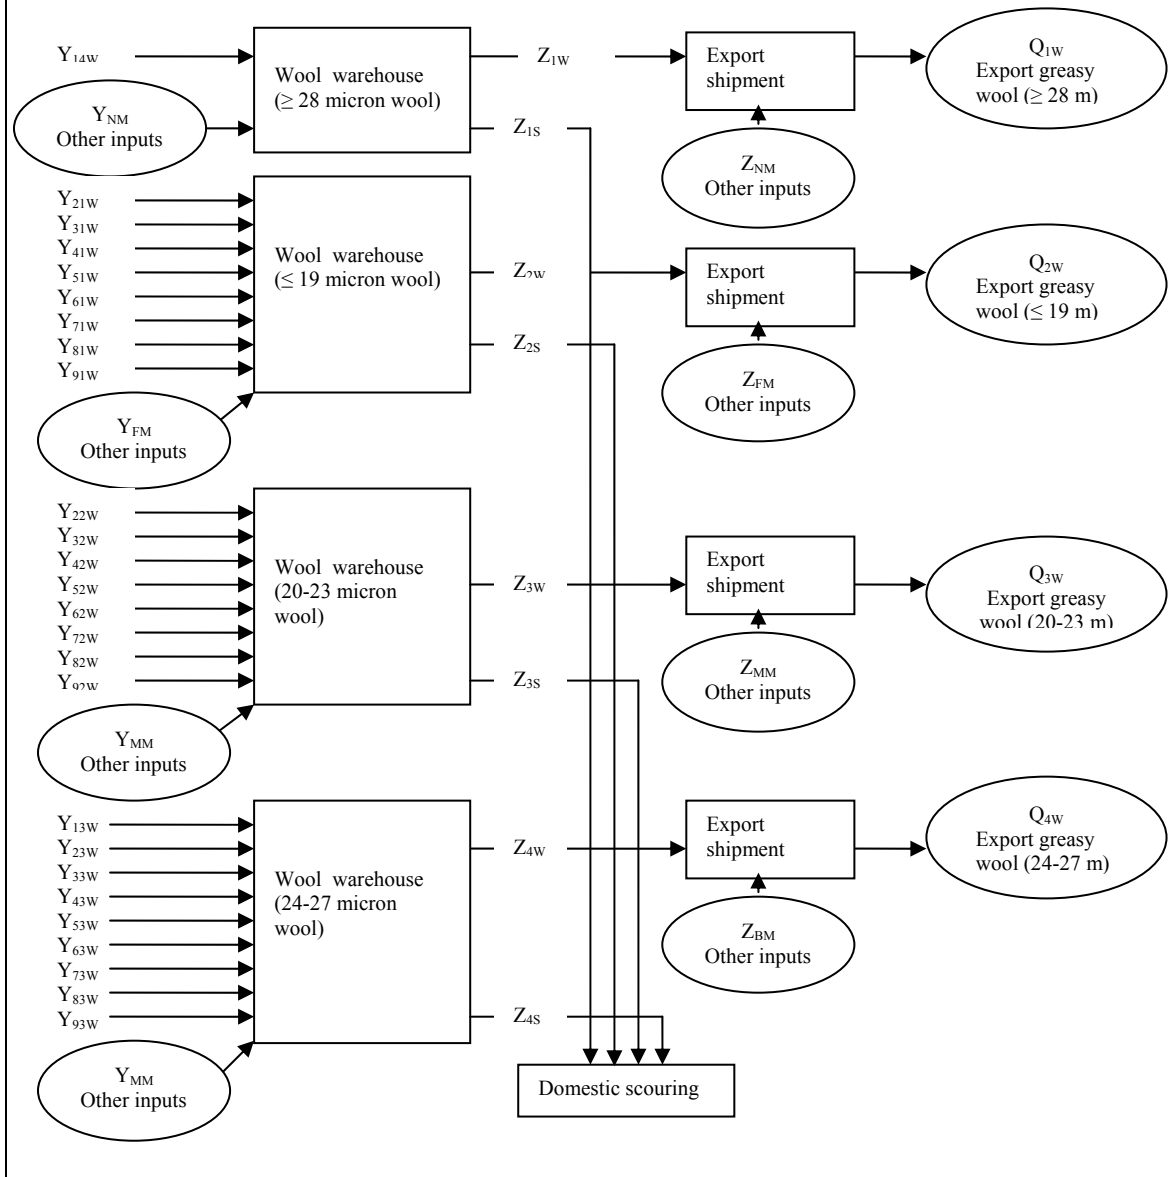 Y14W
Wool warehouse
(≥ 28 micron wool)
YNM
Other inputs
Z1W
Z1S
Export
shipment
ZNM
Other inputs
Q1W
Export greasy
wool (≥ 28 m)
Y21W
Y31W
Y41W
Y51W
Y61W
Y71W
Y81W
Y91W
YFM
Other inputs
Wool warehouse
(≤ 19 micron wool)
Z2W
Z2S
Export
shipment
ZFM
Other inputs
Q2W
Export greasy
wool (≤ 19 m)
Y22W
Y32W
Y42W
Y52W
Y62W
Y72W
Y82W
Y92W
YMM
Other inputs
Wool warehouse
(20-23 micron
wool)
Z3W
Z3S
Export
shipment
ZMM
Other inputs
Q3W
Export greasy
wool (20-23 m)
Y13W
Y23W
Y33W
Y43W
Y53W
Y63W
Y73W
Y83W
Y93W
YMM
Other inputs
Wool warehouse
(24-27 micron
wool)
Z4W
Z4S
Export
shipment
ZBM
Other inputs
Q4W
Export greasy
wool (24-27 m)
Domestic scouring